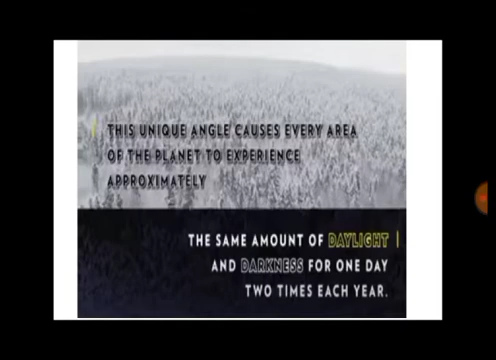 THIS UNIQUE ANGLE CAUSES EVERY AREA
OF THE PLANET TO EXPERIENCE
APPROXIMATELY
THE SAME AMOUNT OF DAYLIGHT
AND DARKNESS FOR ONE DAY
TWO TIMES EACH YEAR.